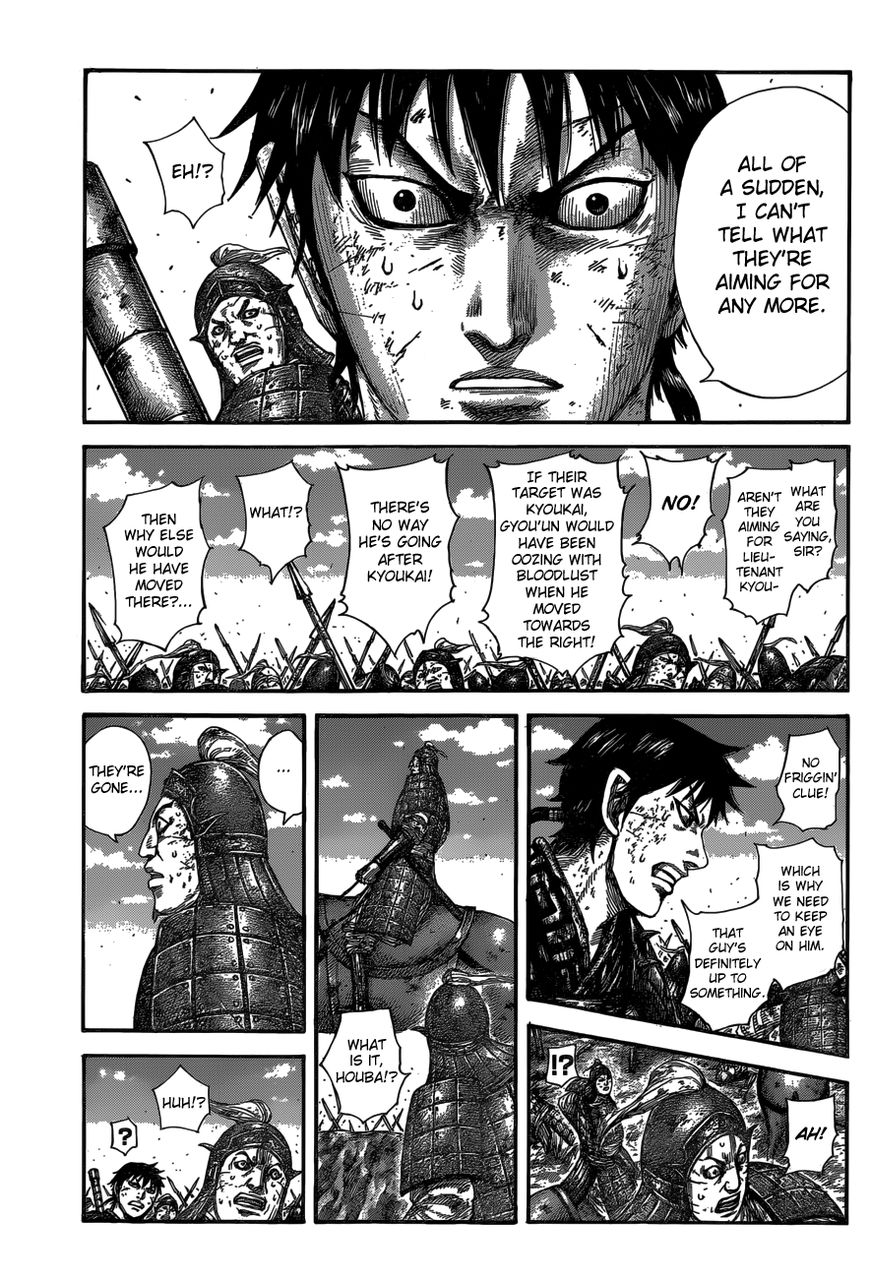 ALL OF
A SUDDEN,
I CAN'T
TELL WHAT
THEY'RE
AIMING FOR
ANY MORE.
EH!?
WHAT
ARE
YOU
SAYING,
SIR?
AREN'T
THEY
AIMING
FOR
LIEU-
TENANT
KYOU-
NO!
IF THEIR
TARGET WAS
KYOUKAI,
GYOU'UN WOULD
HAVE BEEN
OOZING WITH
BLOODLUST
WHEN HE
MOVED
TOWARDS
THE RIGHT!
THERE'S
NO WAY
HE'S GOING
AFTER
KYOUKAI!
WHAT!?
THEN
WHY ELSE
WOULD
HE HAVE
MOVED
THERE?...
NO
FRIGGIN'
CLUE!
WHICH
IS WHY
WE NEED
TO KEEP
AN EYE
ON HIM.
THAT
GUY'S
DEFINITELY
UP TO
SOMETHING.
AH!
!?
WHAT
IS IT,
HOUBA!?
...
THEY'RE
GONE...
HUH!?
?